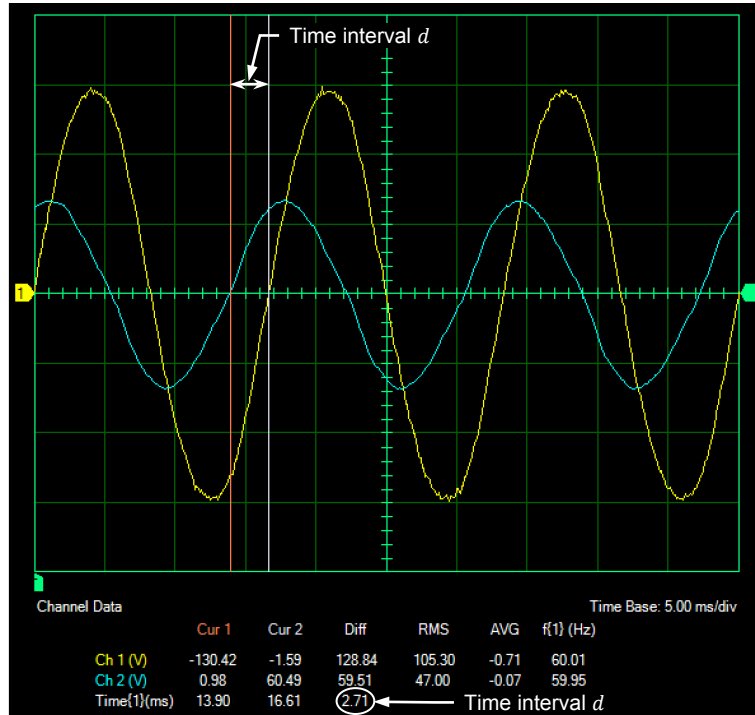 Time interval d
1
Channel Data
Time Base: 5.00 ms/div
Cur 1 Cur 2 Diff RMS AVG f{1} (Hz)
Ch 1 (V) -130.42 -1.59 128.84 105.30 -0.71 60.01
Ch 2 (V) 0.98 60.49 59.51 47.00 -0.07 59.95
Time{1}(ms) 13.90 16.61 2.71 Time interval d